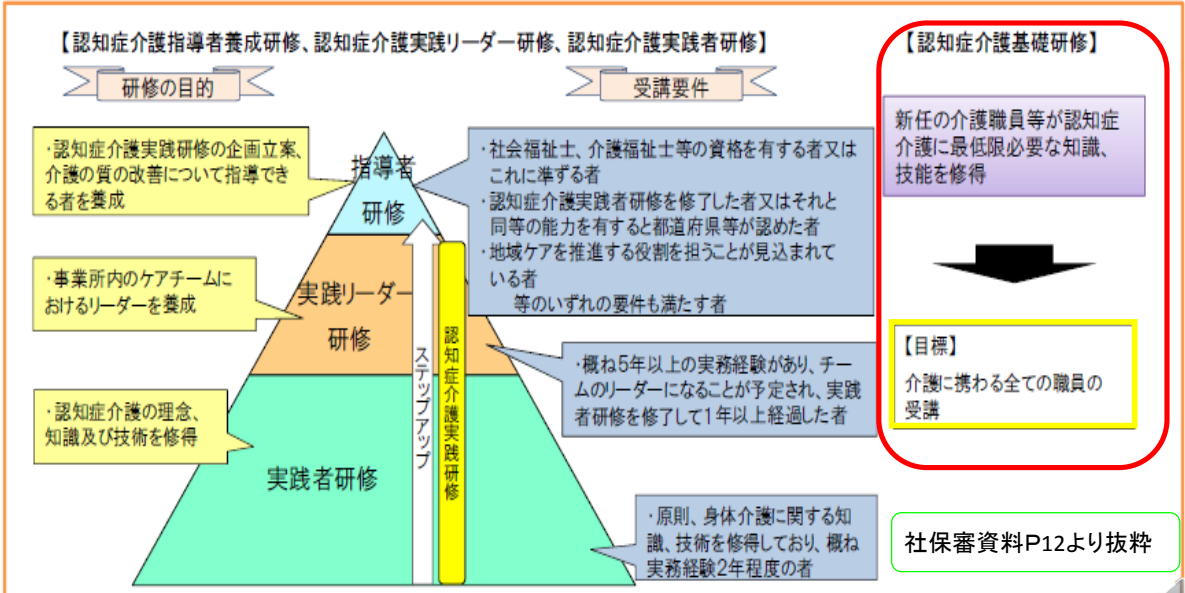 【認知症介護指導者養成研修、認知症介護実践リーダー研修、認知症介護実践者研修】
研修の目的
受講要件
・認知症介護実践研修の企画立案、
介護の質の改善について指導でき
る者を養成
・事業所内のケアチームに
おけるリーダーを養成
・認知症介護の理念、
知識及び技術を修得
指導者
研修
実践リーダー
研修
実践者研修
ステップアップ
認知症介護実践研修
・社会福祉士、介護福祉士等の資格を有する者又は
これに準ずる者
・認知症介護実践者研修を修了した者又はそれと
同等の能力を有すると都道府県等が認めた者
・地域ケアを推進する役割を担うことが見込まれて
いる者
等のいずれの要件も満たす者
・概ね5年以上の実務経験があり、チー
ムのリーダーになることが予定され、実践
者研修を修了して1年以上経過した者
・原則、身体介護に関する知
識、技術を修得しており、概ね
実務経験2年程度の者
【認知症介護基礎研修】
新任の介護職員等が認知症
介護に最低限必要な知識、
技能を修得
【目標】
介護に携わる全ての職員の
受講
社保審資料P12より抜粋